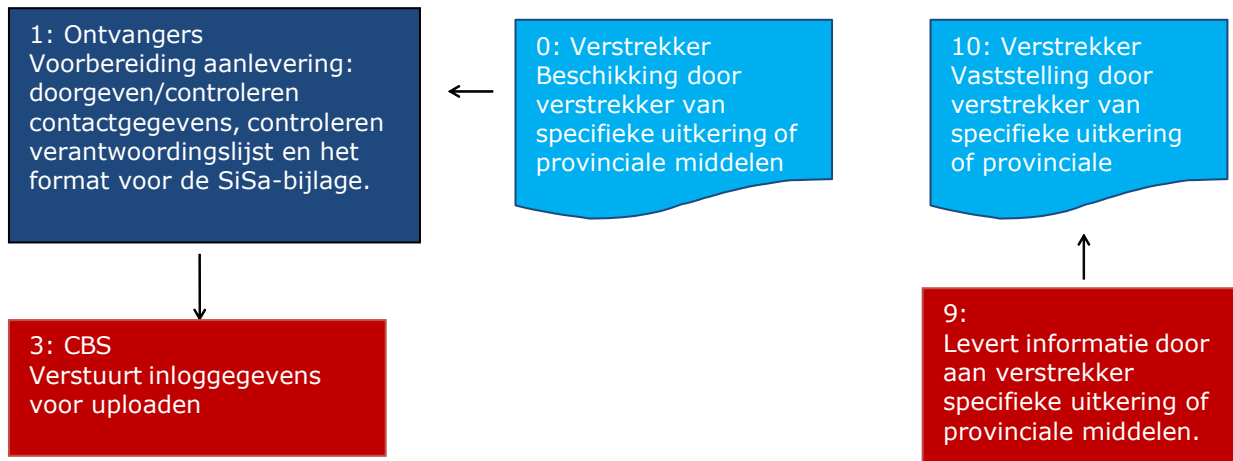 1: Ontvangers
Voorbereiding aanlevering:
doorgeven/controleren
contactgegevens, controleren
verantwoordingslijst en het
format voor de SiSa-bijlage.
0: Verstrekker
Beschikking door
verstrekker van
specifieke uitkering of
provinciale middelen
10: Verstrekker
Vaststelling door
verstrekker van
specifieke uitkering
of provinciale
3: CBS
Verstuurt inloggegevens
voor uploaden
9:
Levert informatie door
aan verstrekker
specifieke uitkering of
provinciale middelen.